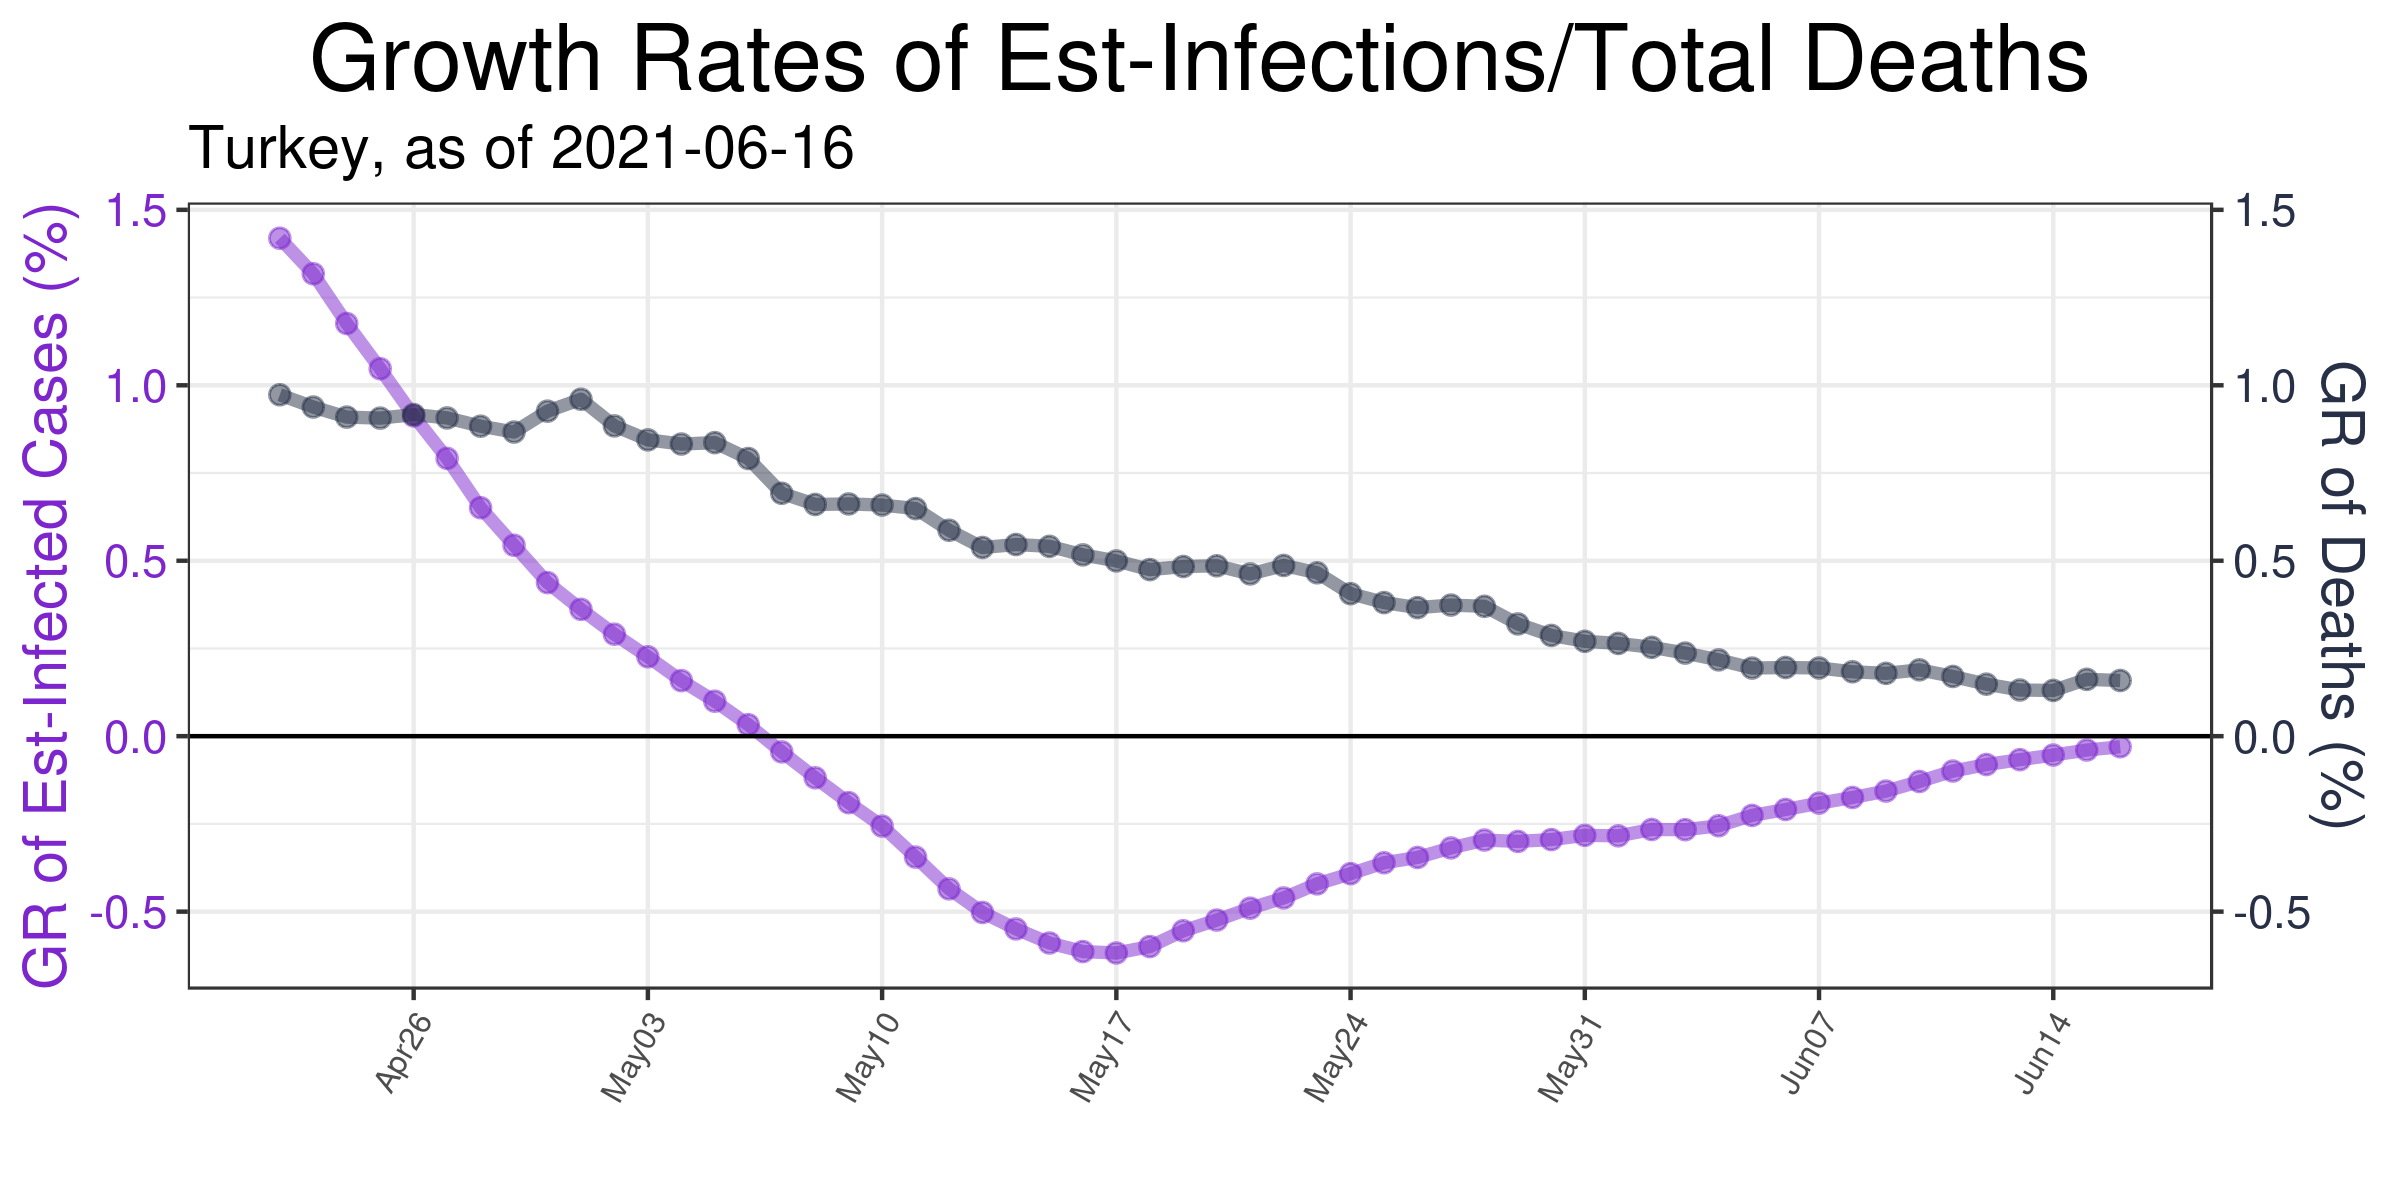 Growth Rates of Est-Infections/Total Deaths
Turkey, as of 2021-06-16
GR of Est-Infected Cases (%)
1.5
1.0
0.5
0.0
-0.5
1.5
1.0
0.5
0.0
-0.5
GR of Deaths (%)
Apr26
May03
May10
May17
May24
May31
Jun07
Jun14